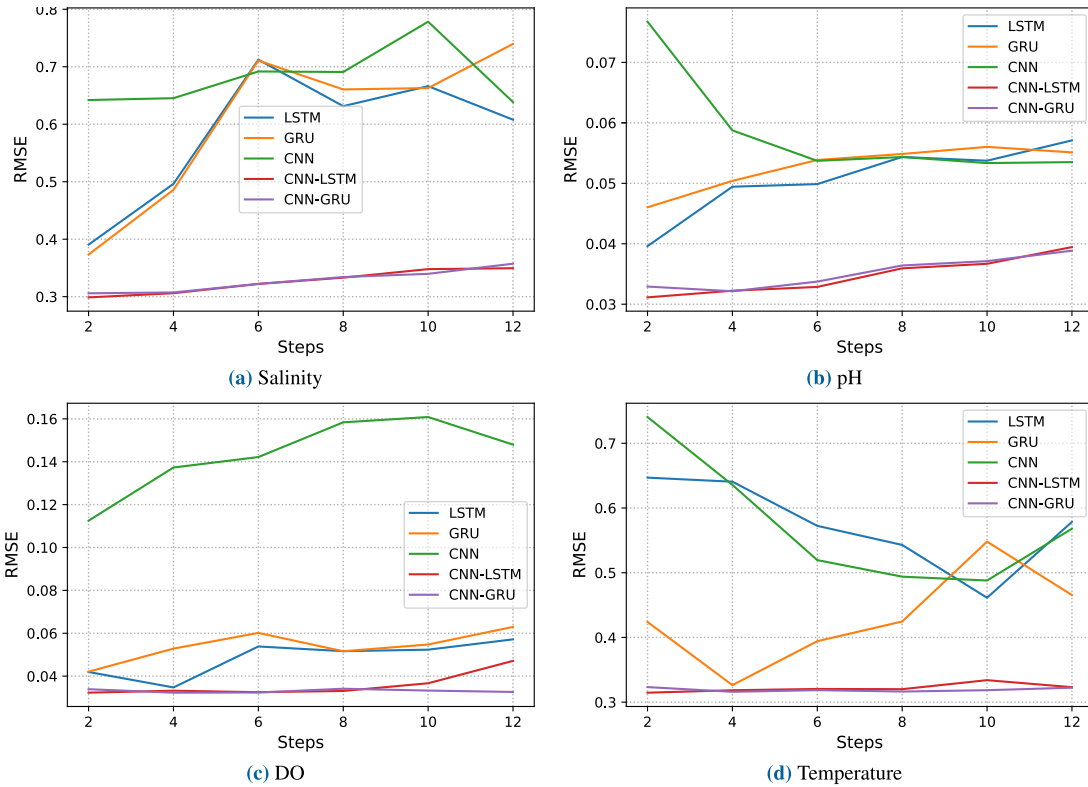 0.8
0.7
0.6
0.5
0.4
0.3
RMSE
LSTM
GRU
CNN
CNN-LSTM
CNN-GRU
2 4 6 8 10 12
Steps
(a) Salinity
0.07
0.06
0.05
0.04
0.03
RMSE
LSTM
GRU
CNN
CNN-LSTM
CNN-GRU
2 4 6 8 10 12
Steps
(b) pH
0.16
0.14
0.12
0.10
0.08
0.06
0.04
RMSE
LSTM
GRU
CNN
CNN-LSTM
CNN-GRU
2 4 6 8 10 12
Steps
(c) DO
0.7
0.6
0.5
0.4
0.3
RMSE
LSTM
GRU
CNN
CNN-LSTM
CNN-GRU
2 4 6 8 10 12
Steps
(d) Temperature